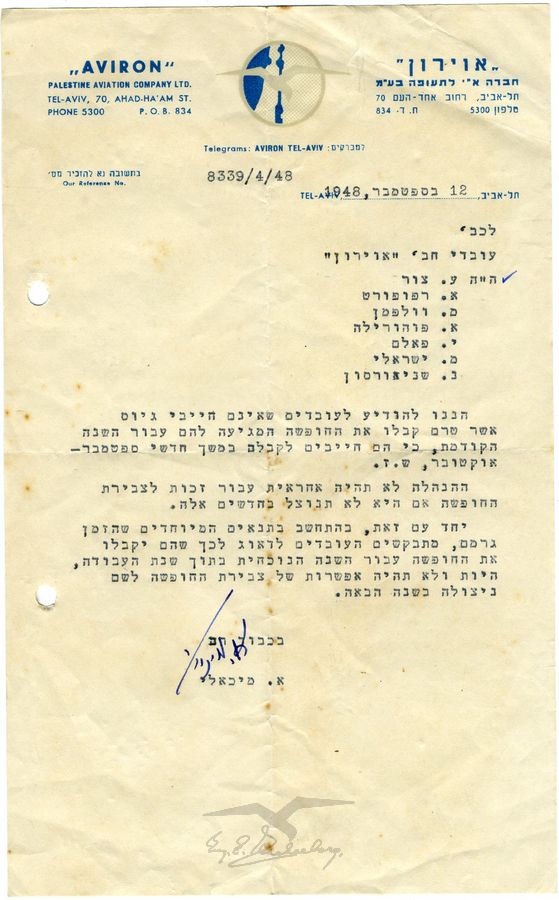 „AVIRON“
PALESTINE AVIATION COMPANY LTD.
TEL-AVIV, 70, AHAD-HA'AM ST.
PHONE 5300 P.O.B. 834
„אוירון"
חברה א"י לתעופה בע"מ
תל-אביב, רחוב אחד-העם 70
טלפון 5300 ת. ד. 834
Telegrams: AVIRON TEL-AVIV :למברקים
בתשובה נא להזכיר מס'
Our Reference No.
8339/4/48
תל-אביב, 12 בספטמבר, 1948 TEL-AVIV
לכב'
עובדי חב' "אוירון"
ה"ה ע. צור
א. רפופורט
מ. וולפמן
א. פוהורילה
י. פאלם
מ. ישראלי
נ. שניאורסון
הננו להודיע לעובדים שאינם חייבי גיוס
אשר טרם קבלו את החופשה המגיעה להם עבור השנה
הקודמת, כי הם חייבים לקבלה במשך חדשי ספטמבר-
אוקטובר, ש.ז.
ההנהלה לא תהיה אחראית עבור זכות לצבירת
החופשה אם היא לא תנוצל בחדשים אלה.
יחד עם זאת, בהתחשב בתנאים המיוחדים שהזמן
גרמם, מתבקשים העובדים לדאוג לכך שהם יקבלו
את החופשה עבור השנה הנוכחית בתוך שנת העבודה,
היות ולא תהיה אפשרות של צבירת החופשה לשם
ניצולה בשנה הבאה.
בכבוד רב
א. מיכאלי